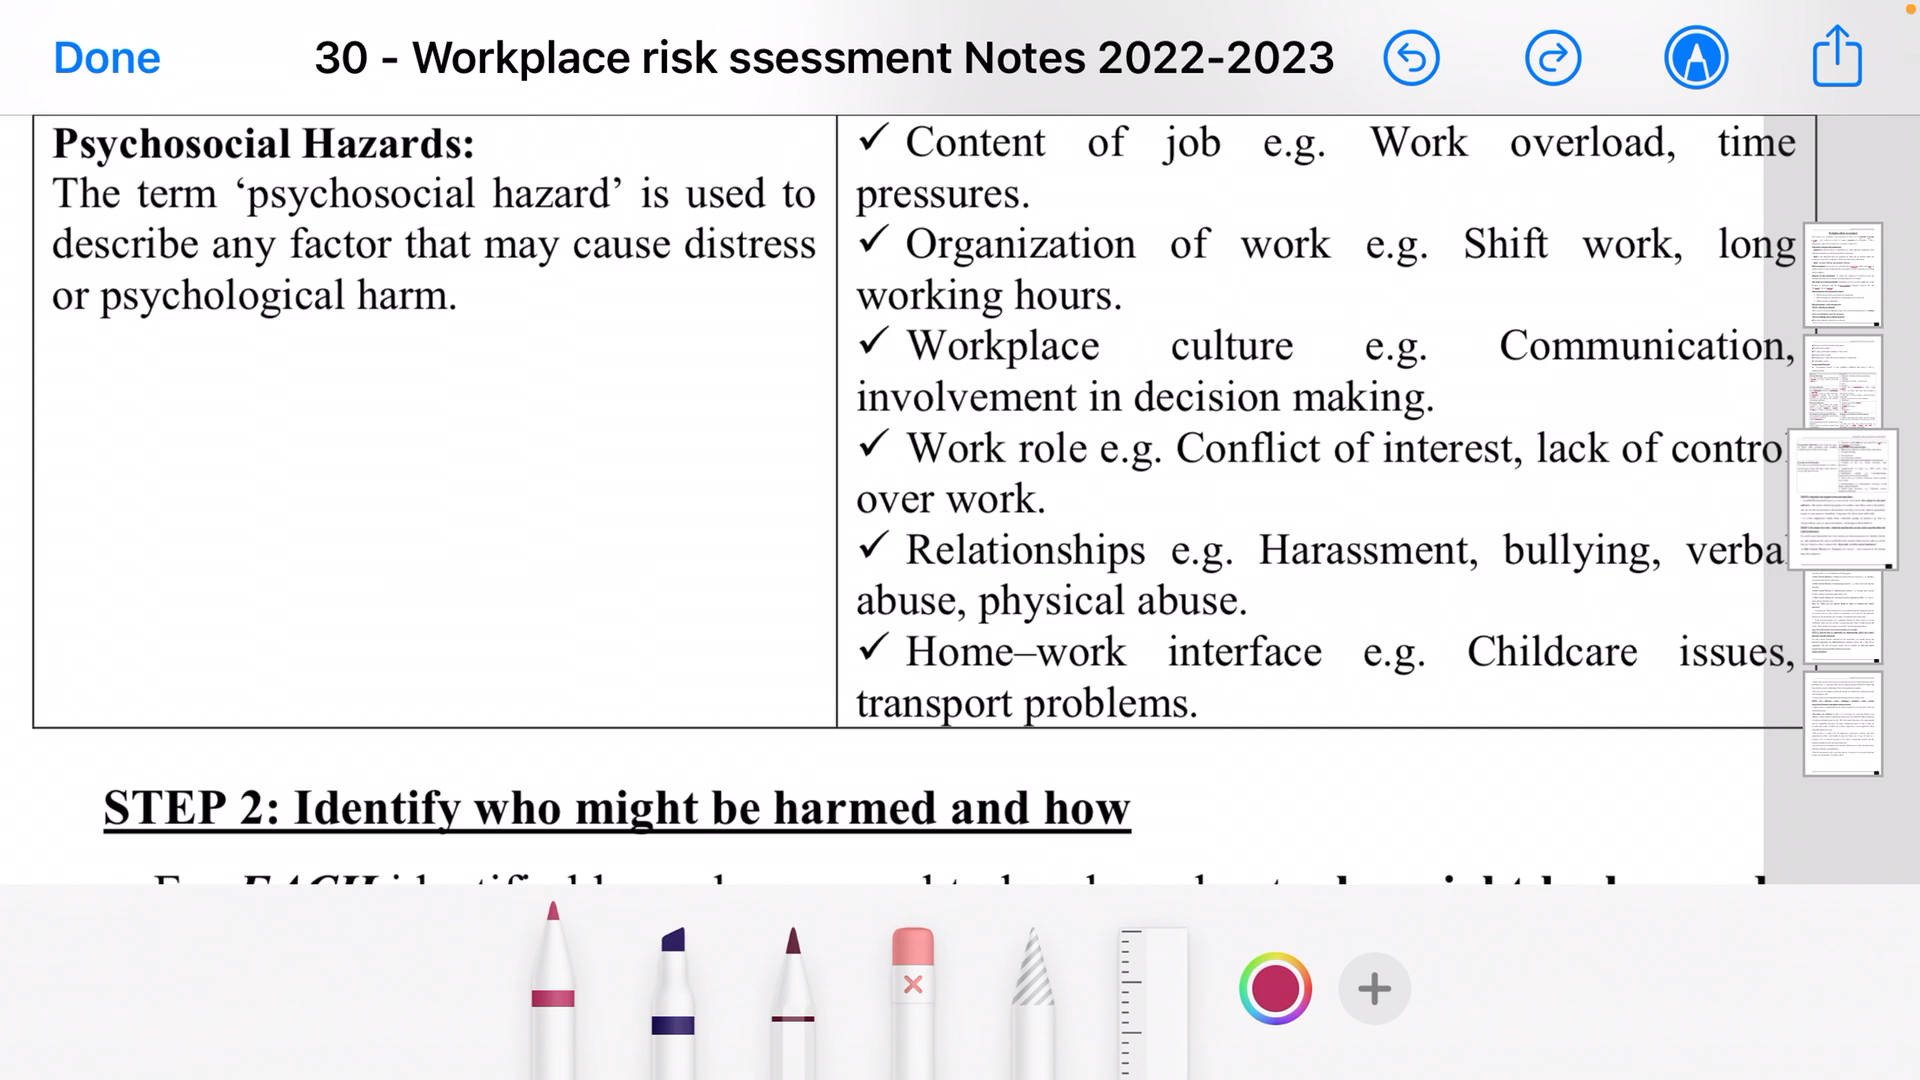 Done
30 - Workplace risk ssessment Notes 2022-2023
Psychosocial Hazards:
The term ‘psychosocial hazard’ is used to
describe any factor that may cause distress
or psychological harm.
✓ Content of job e.g. Work overload, time
pressures.
✓ Organization of work e.g. Shift work, long
working hours.
✓ Workplace culture e.g. Communication,
involvement in decision making.
✓ Work role e.g. Conflict of interest, lack of control
over work.
✓ Relationships e.g. Harassment, bullying, verbal
abuse, physical abuse.
✓ Home–work interface e.g. Childcare issues,
transport problems.
STEP 2: Identify who might be harmed and how